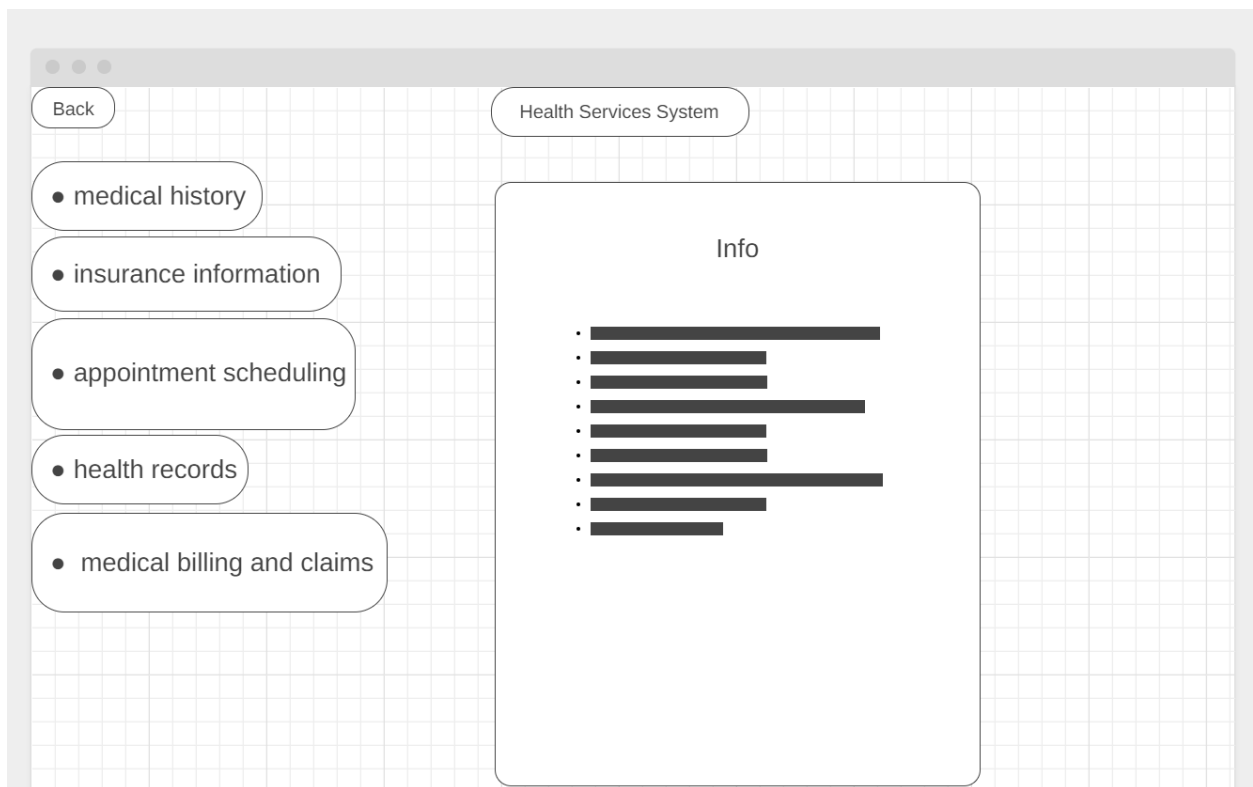 Back
Health Services System
● medical history
● insurance information
● appointment scheduling
● health records
● medical billing and claims
Info